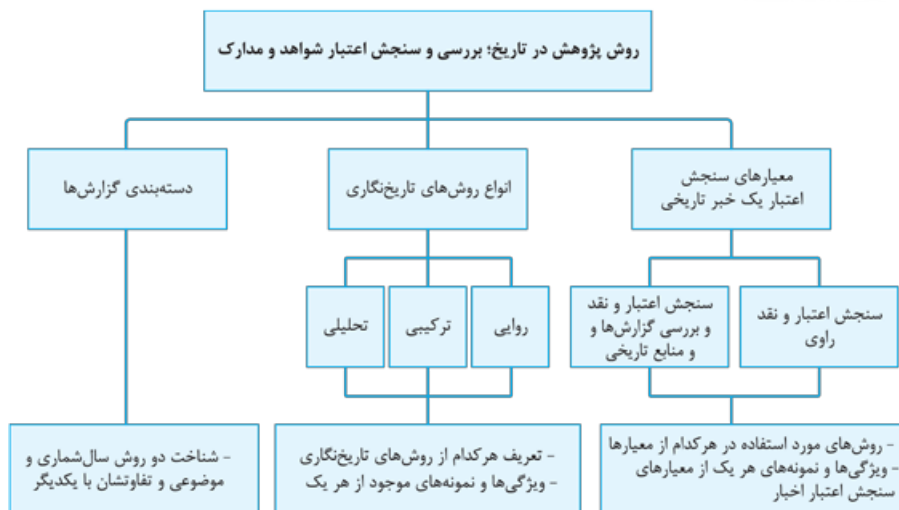 روش پژوهش در تاریخ؛ بررسی و سنجش اعتبار شواهد و مدارک
معیارهای سنجش
اعتبار یک خبر تاریخی
انواع روش‌های تاریخ‌نگاری
دسته‌بندی گزارش‌ها
سنجش اعتبار و نقد
راوی
سنجش اعتبار و نقد
و بررسی گزارش‌ها و
و منابع تاریخی
روایی
ترکیبی
تحلیلی
- روش‌های مورد استفاده در هرکدام از معیارها
- ویژگی‌ها و نمونه‌های هر یک از معیارهای
سنجش اعتبار اخبار
- تعریف هرکدام از روش‌های تاریخ‌نگاری
- ویژگی‌ها و نمونه‌های موجود از هر یک
- شناخت دو روش سال‌شماری و
موضوعی و تفاوتشان با یکدیگر